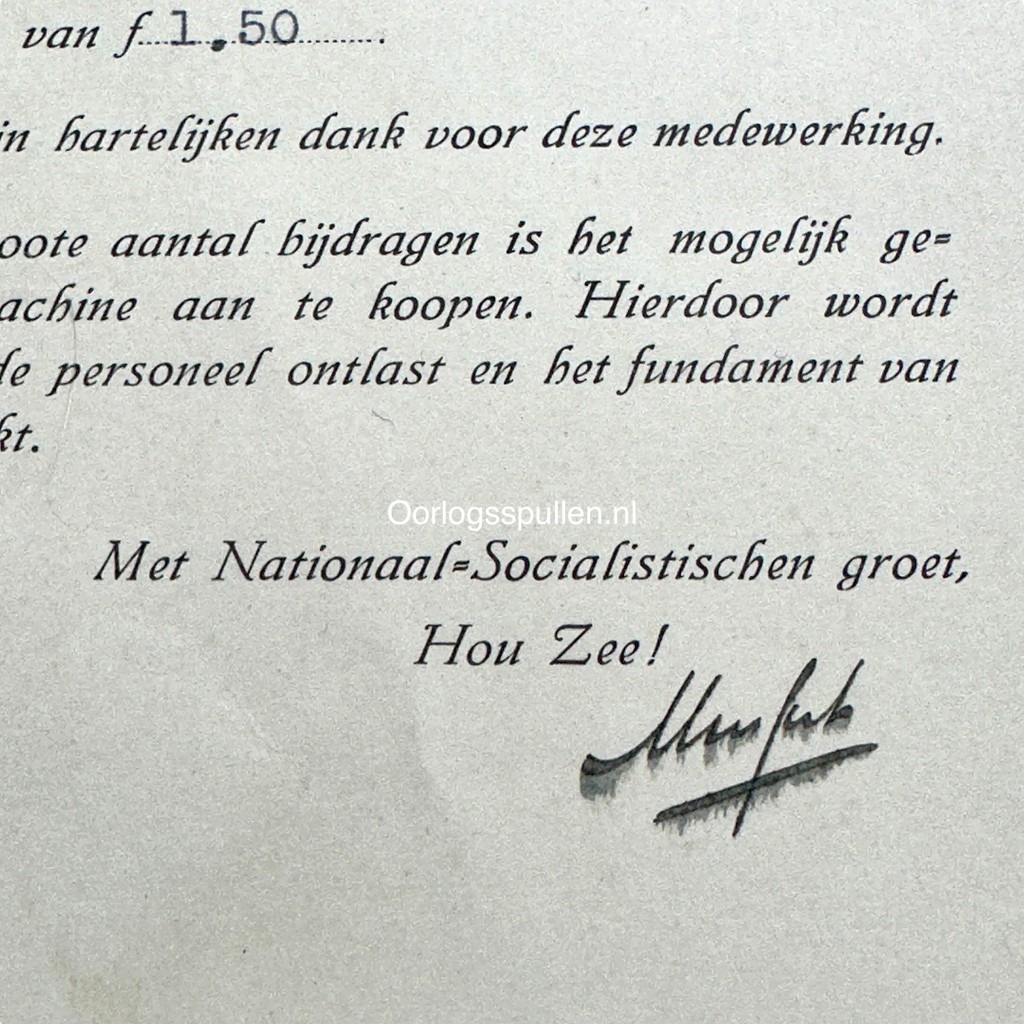 van f 1.50
in hartelijken dank voor deze medewerking.
oote aantal bijdragen is het mogelijk ge=
achine aan te koopen. Hierdoor wordt
de personeel ontlast en het fundament van
kt.
Oorlogsspullen.nl
Met Nationaal=Socialistischen groet,
Hou Zee!